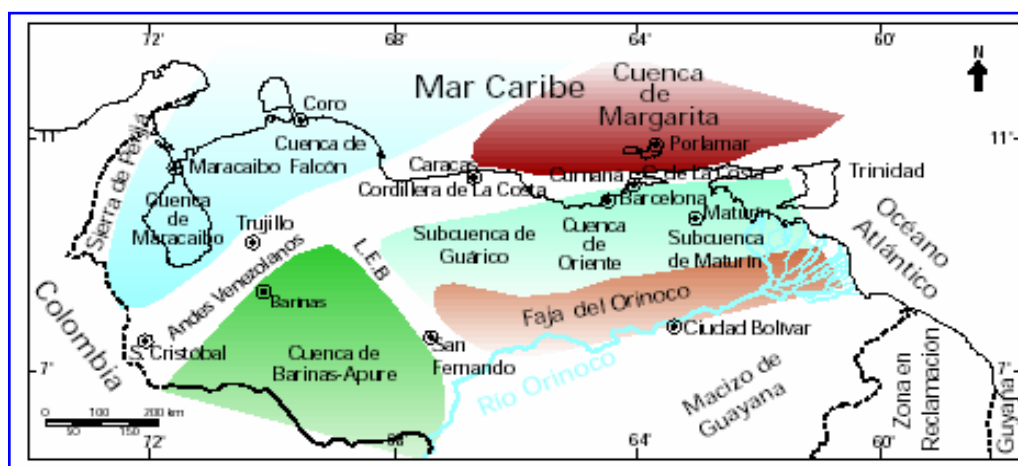 72°
68°
64°
60°
N
Mar Caribe
Cuenca
de
Margarita
Coro
11°
Sierra de Perijá
Maracaibo
Cuenca de
Falcón
Porlamar
Caracas
Cumaná
C. de La Costa
Trinidad
Cordillera de La Costa
Barcelona
Cuenca
de
Maracaibo
Trujillo
Maturín
Océano
Atlántico
Subcuenca de
Guárico
Cuenca
de
Oriente
Subcuenca
de Maturín
L.E.B
Andes Venezolanos
Barinas
Faja del Orinoco
Colombia
S. Cristóbal
San
Fernando
Ciudad Bolívar
7°
7°
Cuenca de
Barinas-Apure
Río Orinoco
Macizo de
Guayana
Zona en
Reclamación
Guyana
0 100 200 km
50 150
72°
68°
64°
60°